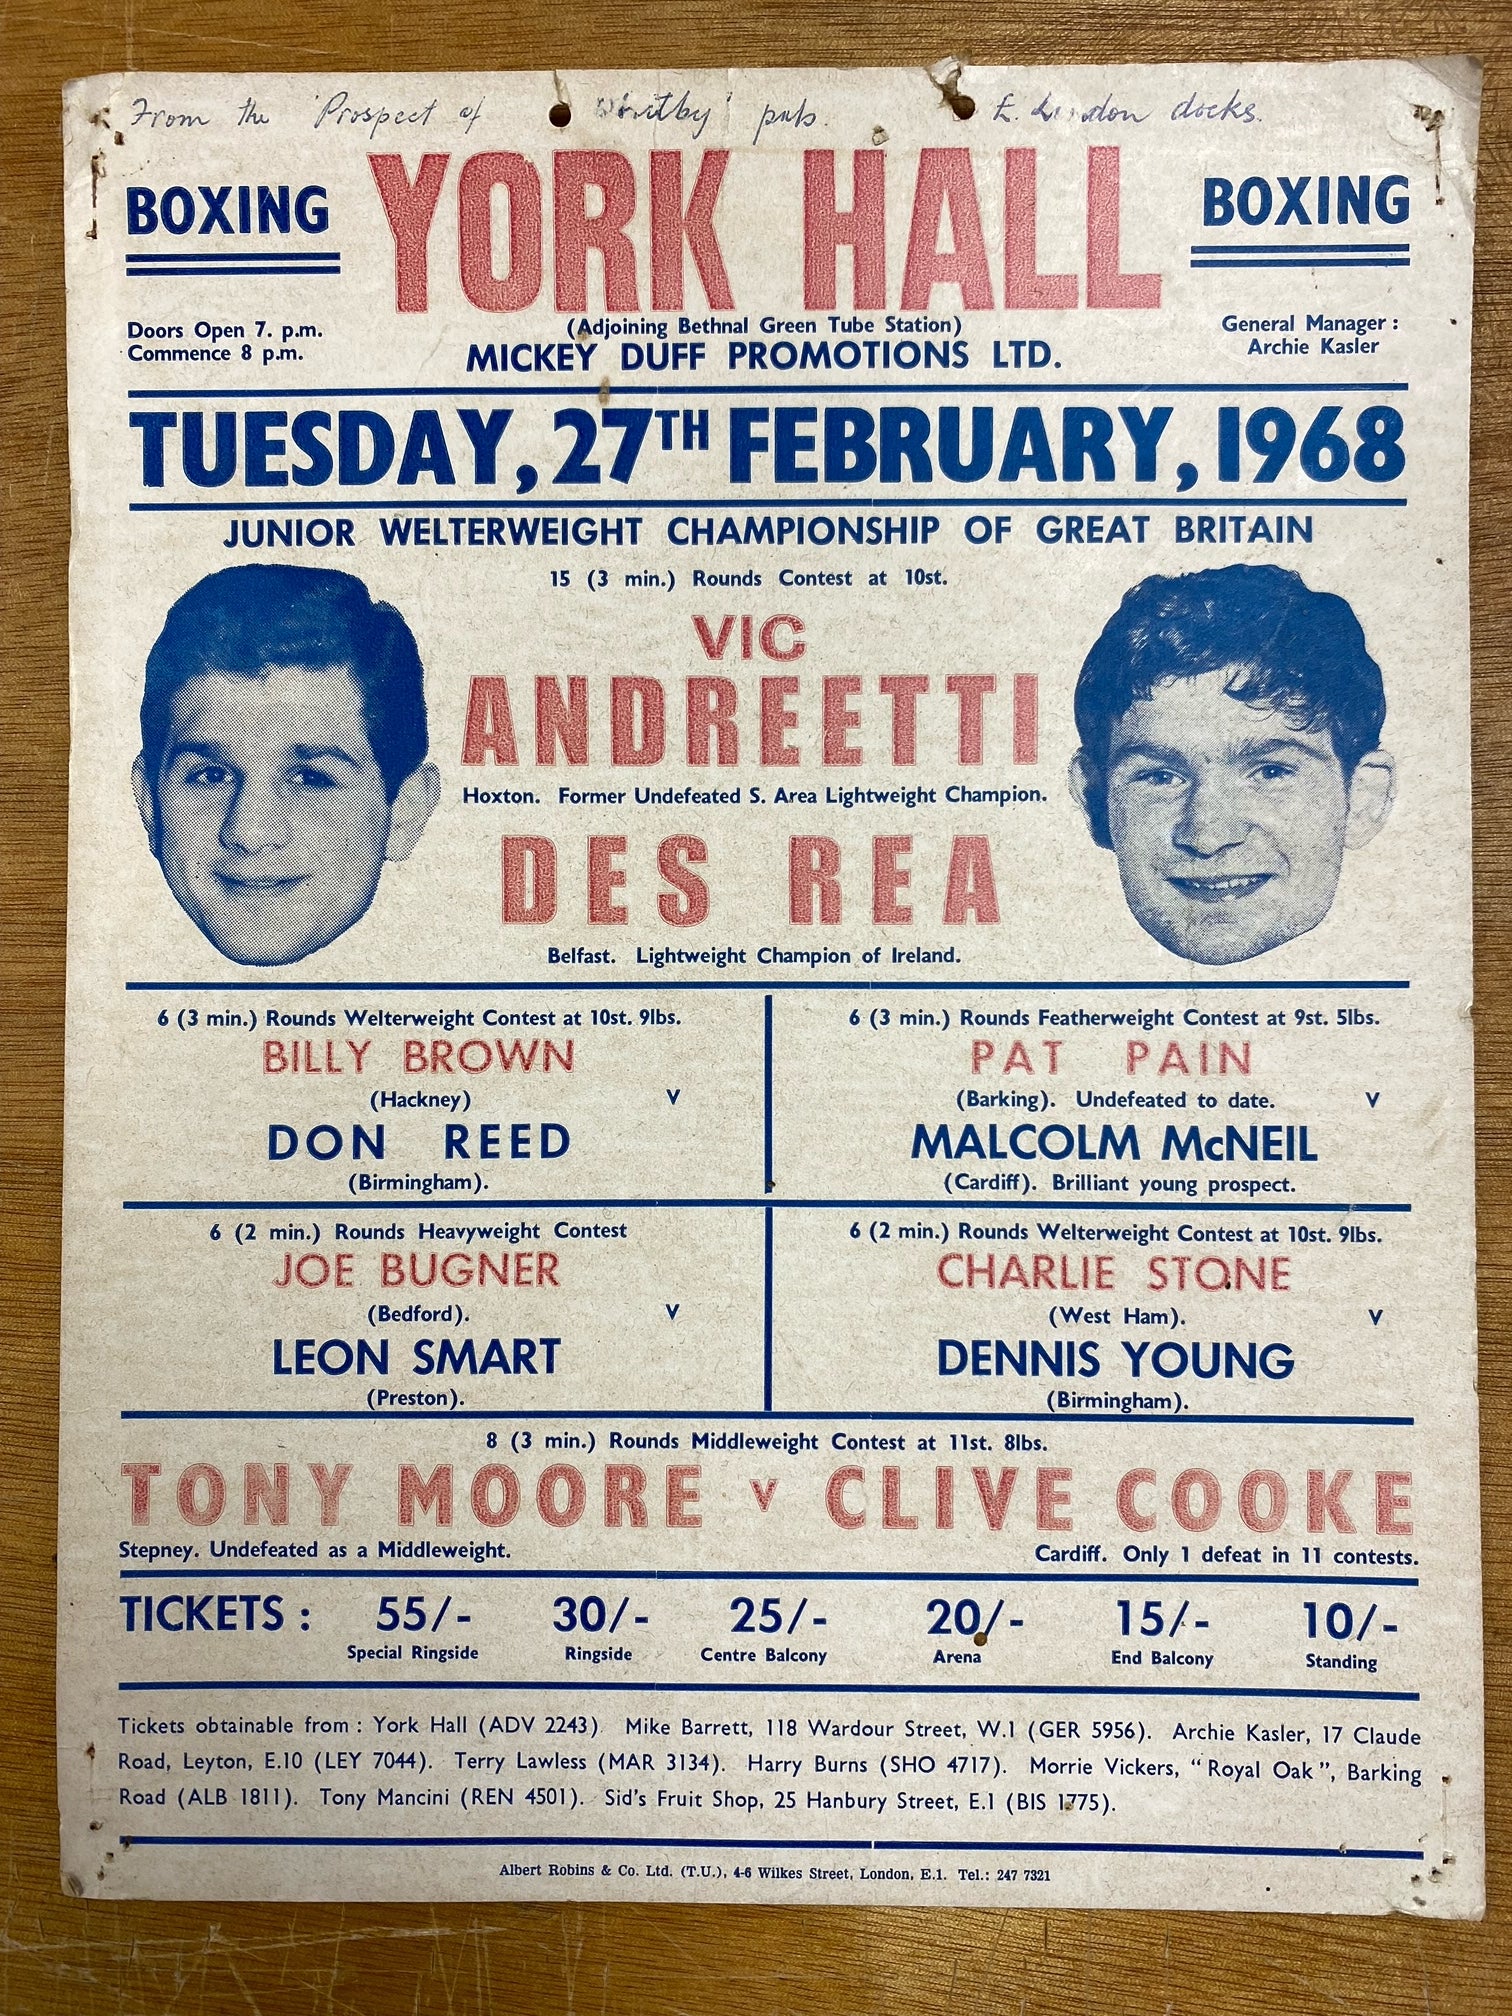 From the 'Prospect of Whitby' pub. E. London docks.
BOXING YORK HALL BOXING
Doors Open 7. p.m.
Commence 8 p.m.
(Adjoining Bethnal Green Tube Station)
MICKEY DUFF PROMOTIONS LTD.
General Manager :
Archie Kasler
TUESDAY, 27TH FEBRUARY, 1968
JUNIOR WELTERWEIGHT CHAMPIONSHIP OF GREAT BRITAIN
15 (3 min.) Rounds Contest at 10st.
VIC
ANDREETTI
Hoxton. Former Undefeated S. Area Lightweight Champion.
DES REA
Belfast. Lightweight Champion of Ireland.
6 (3 min.) Rounds Welterweight Contest at 10st. 9lbs.
BILLY BROWN
(Hackney) v
DON REED
(Birmingham).
6 (3 min.) Rounds Featherweight Contest at 9st. 5lbs.
PAT PAIN
(Barking). Undefeated to date. v
MALCOLM McNEIL
(Cardiff). Brilliant young prospect.
6 (2 min.) Rounds Heavyweight Contest
JOE BUGNER
(Bedford). v
LEON SMART
(Preston).
6 (2 min.) Rounds Welterweight Contest at 10st. 9lbs.
CHARLIE STONE
(West Ham). v
DENNIS YOUNG
(Birmingham).
8 (3 min.) Rounds Middleweight Contest at 11st. 8lbs.
TONY MOORE v CLIVE COOKE
Stepney. Undefeated as a Middleweight. Cardiff. Only 1 defeat in 11 contests.
TICKETS : 55/- 30/- 25/- 20/- 15/- 10/-
Special Ringside Ringside Centre Balcony Arena End Balcony Standing
Tickets obtainable from : York Hall (ADV 2243). Mike Barrett, 118 Wardour Street, W.1 (GER 5956). Archie Kasler, 17 Claude
Road, Leyton, E.10 (LEY 7044). Terry Lawless (MAR 3134). Harry Burns (SHO 4717). Morrie Vickers, “Royal Oak”, Barking
Road (ALB 1811). Tony Mancini (REN 4501). Sid's Fruit Shop, 25 Hanbury Street, E.1 (BIS 1775).
Albert Robins & Co. Ltd. (T.U.), 4-6 Wilkes Street, London, E.1. Tel.: 247 7321